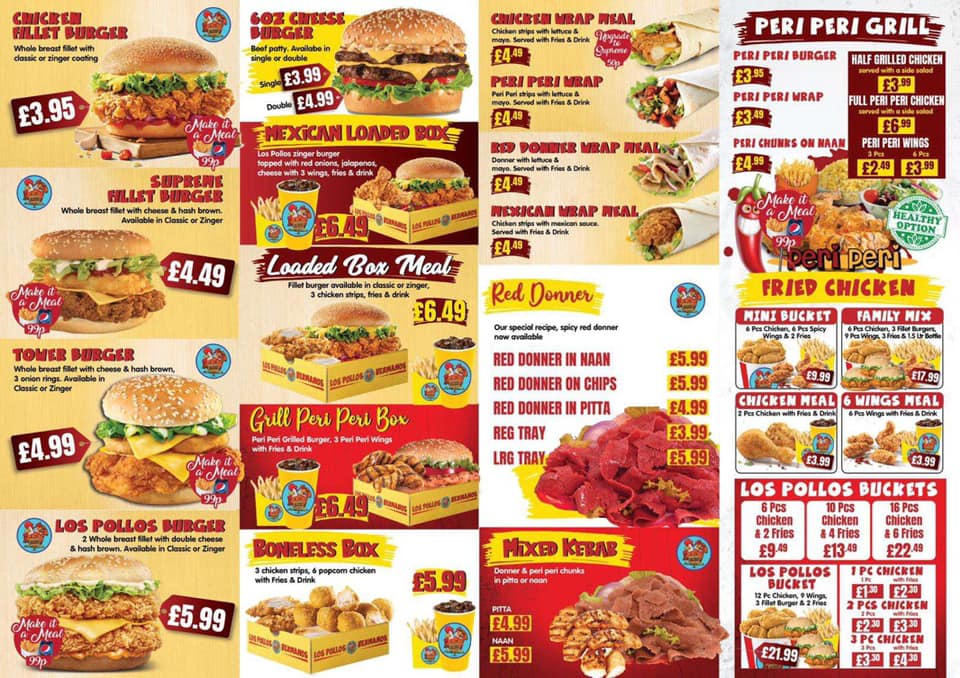 CHICKEN
FILLET BURGER
Whole breast fillet with
classic or zinger coating
£3.95
Make it
a Meal
99p
SUPREME
FILLET BURGER
Whole breast fillet with cheese & hash brown.
Available in Classic or Zinger
£4.49
Make it
a Meal
99p
TOWER BURGER
Whole breast fillet with cheese & hash brown,
3 onion rings. Available in
Classic or Zinger
£4.99
Make it
a Meal
99p
LOS POLLOS BURGER
2 Whole breast fillet with double cheese
& hash brown. Available in Classic or Zinger
£5.99
Make it
a Meal
99p
6OZ CHEESE
BURGER
Beef patty. Available in
single or double
Single £3.99
Double £4.99
MEXICAN LOADED BOX
Los Pollos zinger burger
topped with red onions, jalapenos,
cheese with 3 wings, fries & drink
£6.49
LOS POLLOS HERMANOS
Loaded Box Meal
Fillet burger available in classic or zinger,
3 chicken strips, fries & drink
£6.49
LOS POLLOS HERMANOS
Grill Peri Peri Box
Peri Peri Grilled Burger, 3 Peri Peri Wings
with Fries & Drink
£6.49
LOS POLLOS HERMANOS
BONELESS BOX
3 chicken strips, 6 popcorn chicken
with Fries & Drink
£5.99
LOS POLLOS HERMANOS
CHICKEN WRAP MEAL
Chicken strips with lettuce &
mayo. Served with Fries & Drink
£4.49
Upgrade
to
Supreme
50p
PERI PERI WRAP
Peri Peri strips with lettuce &
mayo. Served with Fries & Drink
£4.49
RED DONNER WRAP MEAL
Donner with lettuce &
mayo. Served with Fries & Drink
£4.49
MEXICAN WRAP MEAL
Chicken strips with mexican sauce.
Served with Fries & Drink
£4.49
Red Donner
Our special recipe, spicy red donner
now available
RED DONNER IN NAAN £5.99
RED DONNER ON CHIPS £5.99
RED DONNER IN PITTA £4.99
REG TRAY £3.99
LRG TRAY £5.99
MIXED KEBAB
Donner & peri peri chunks
in pitta or naan
PITTA
£4.99
NAAN
£5.99
PERI PERI GRILL
PERI PERI BURGER
£3.95
PERI PERI WRAP
£3.49
PERI CHUNKS ON NAAN
£4.99
HALF GRILLED CHICKEN
served with a side salad
£3.99
FULL PERI PERI CHICKEN
served with a side salad
£6.99
PERI PERI WINGS
3 Pcs 6 Pcs
£2.49 £3.99
Make it
a Meal
99p
HEALTHY
OPTION
peri peri
FRIED CHICKEN
MINI BUCKET
6 Pcs Chicken, 6 Pcs Spicy
Wings & 2 Fries
£9.99
FAMILY MIX
6 Pcs Chicken, 3 Fillet Burgers,
9 Pcs Wings, 3 Fries & 1.5 Ltr Bottle
£17.99
CHICKEN MEAL
2 Pcs Chicken with Fries & Drink
£3.99
6 WINGS MEAL
6 Pcs Wings with Fries & Drink
£3.99
LOS POLLOS BUCKETS
6 Pcs
Chicken
& 2 Fries
£9.49
10 Pcs
Chicken
& 4 Fries
£13.49
16 Pcs
Chicken
& 6 Fries
£22.49
LOS POLLOS
BUCKET
12 Pc Chicken, 9 Wings,
3 Fillet Burger & 2 Fries
£21.99
1 PC CHICKEN
1 Pc with Fries
£1.30 £2.30
2 PCS CHICKEN
2 Pcs with Fries
£2.30 £3.30
3 PC CHICKEN
3 Pcs with Fries
£3.30 £4.30